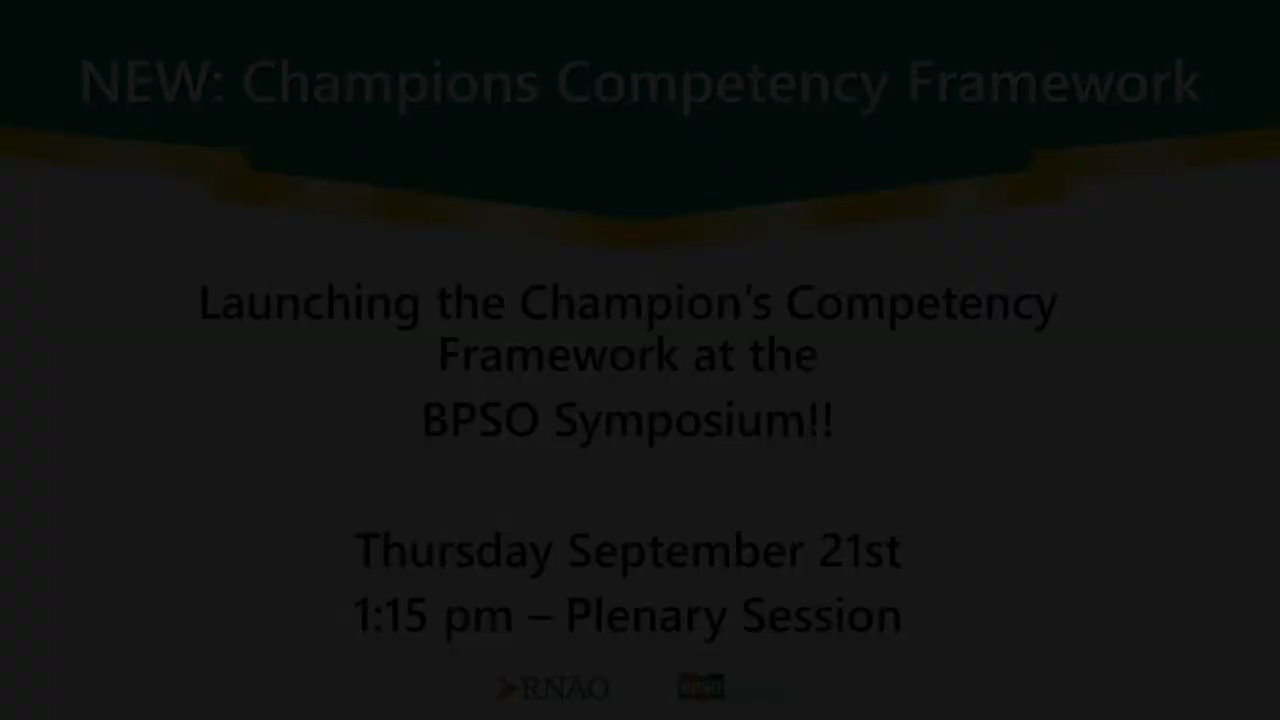 NEW: Champions Competency Framework
Launching the Champion's Competency
Framework at the
BPSO Symposium!!
Thursday September 21st
1:15 pm – Plenary Session
RNAO
BPSO